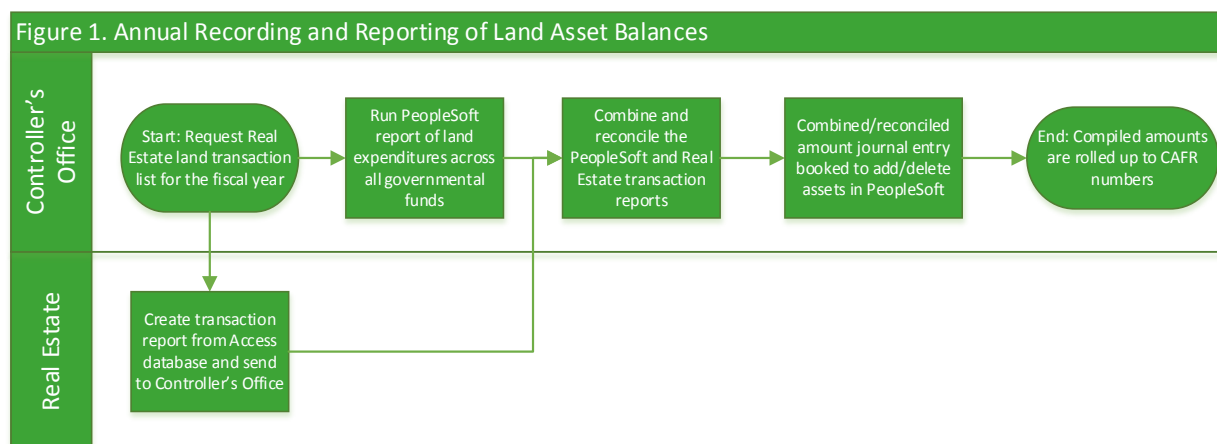 Figure 1. Annual Recording and Reporting of Land Asset Balances
Controller's
Office
Start: Request Real
Estate land transaction
list for the fiscal year
Run PeopleSoft
report of land
expenditures across
all governmental
funds
Combine and
reconcile the
PeopleSoft and Real
Estate transaction
reports
Combined/reconciled
amount journal entry
booked to add/delete
assets in PeopleSoft
End: Compiled amounts
are rolled up to CAFR
numbers
Real Estate
Create transaction
report from Access
database and send
to Controller's Office